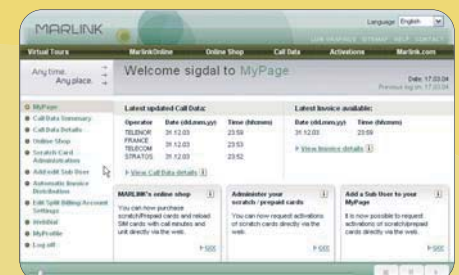 MARLINK
Language English
LOW GRAPHICS SITEMAP HELP CONTACT
Virtual Tours MarlinkOnline Online Shop Call Data Activations Marlink.com
Any time.
Any place.
Welcome sigdal to MyPage
Date, 17.03.04
Previous log on, 17.03.04
MyPage
Call Data Summary
Call Data Details
Online Shop
Scratch Card
Administration
Add/edit Sub User
Automatic Invoice
Distribution
Edit Split Billing/Account
Settings
WebDial
MyProfile
Log off
Latest updated Call Data:
Operator Date (dd.mm.yy) Time (hh:mm)
TELENOR 31.12.03 23:59
FRANCE
TELECOM 31.12.03 23:53
STRATOS 31.12.03 23:52
View Call Data details
Latest Invoice available:
Date (dd.mm.yy) Time (hh:mm)
31.12.03 23:59
View Invoice details
MARLINK's online shop
You can now purchase
scratch/Prepaid cards and reload
SIM cards with call minutes and
unit directly via the web.
Administer your
scratch / prepaid cards
You can now request activations
of scratch cards directly via the
web.
Add a Sub User to your
MyPage
It is now possible to request
activations of scratch/prepaid
cards directly via the web.